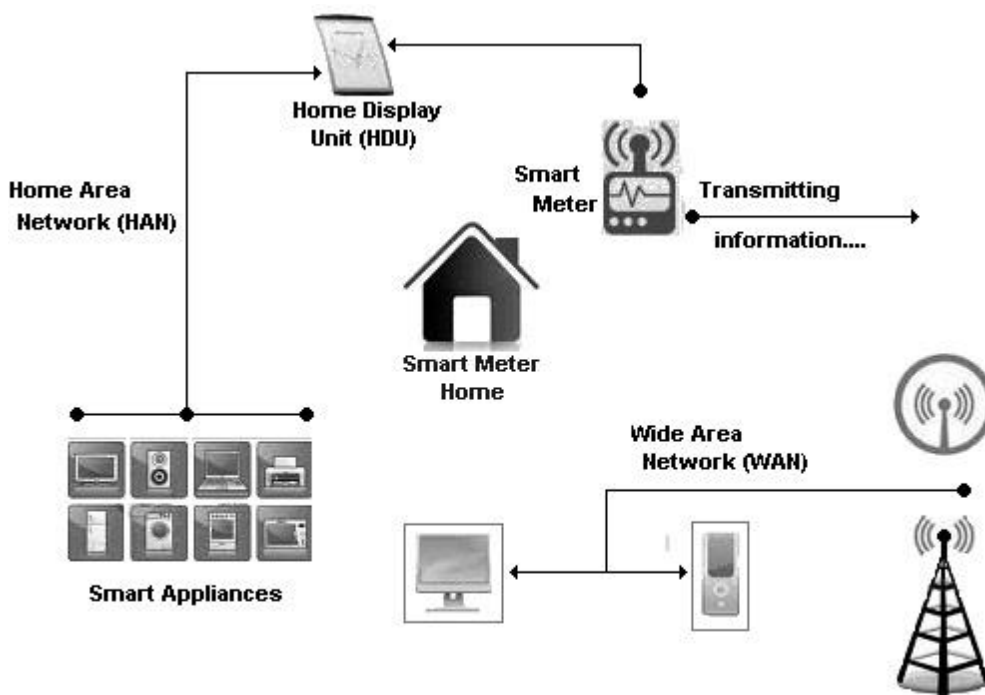 Home Display
Unit (HDU)
Home Area
Network (HAN)
Smart
Meter
Transmitting
information....
Smart Meter
Home
Wide Area
Network (WAN)
Smart Appliances